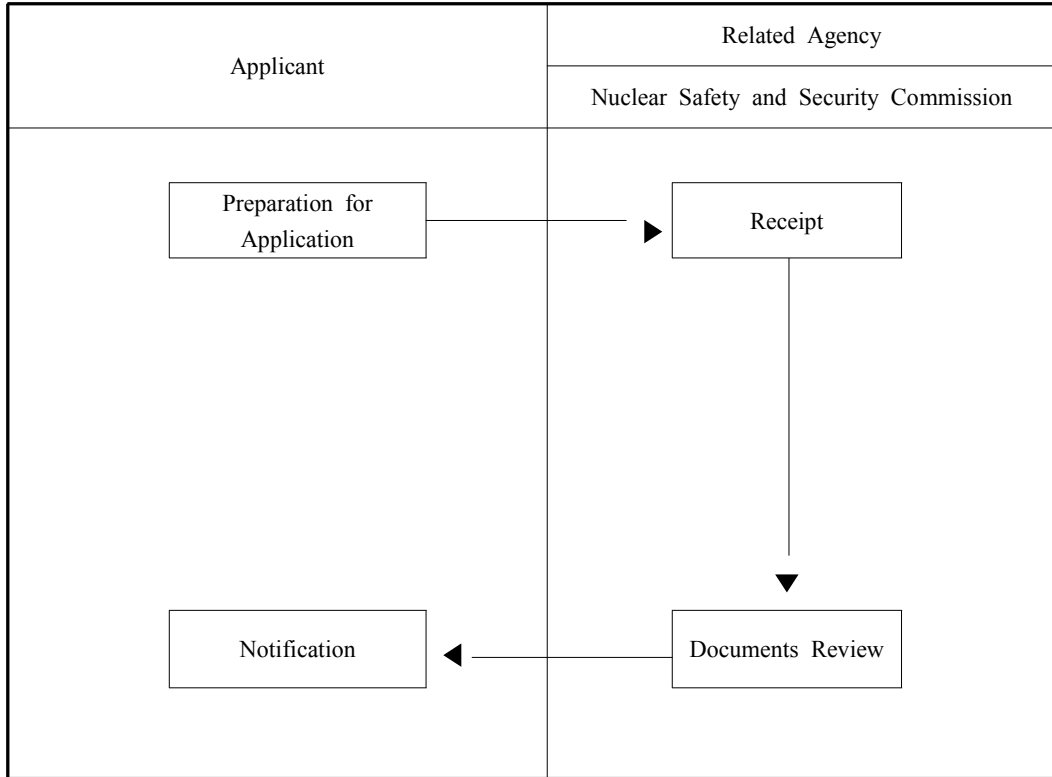 Applicant
Related Agency
Nuclear Safety and Security Commission
Preparation for
Application
Receipt
Notification
Documents Review